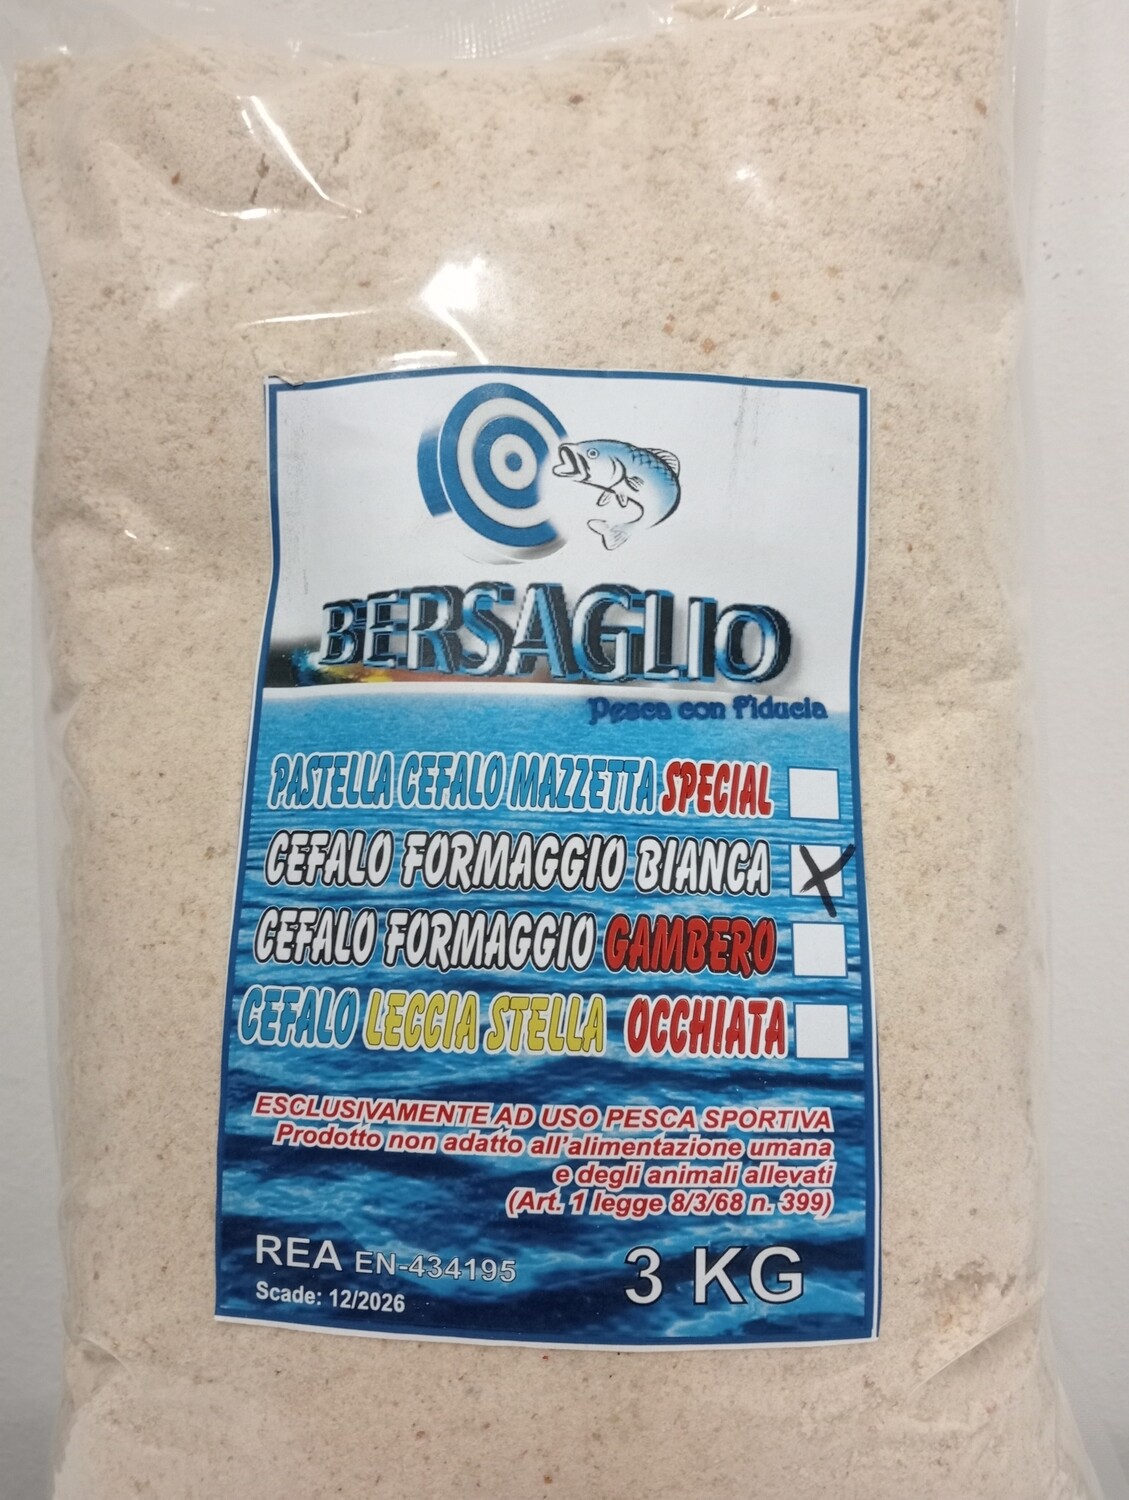 BERSAGLIO
Pesca con Fiducia
PASTELLA CEFALO MAZZETTA SPECIAL
CEFALO FORMAGGIO BIANCA X
CEFALO FORMAGGIO GAMBERO
CEFALO LECCIA STELLA OCCHIATA
ESCLUSIVAMENTE AD USO PESCA SPORTIVA
Prodotto non adatto all'alimentazione umana
e degli animali allevati
(Art. 1 legge 8/3/68 n. 399)
REA EN-434195
3 KG
Scade: 12/2026